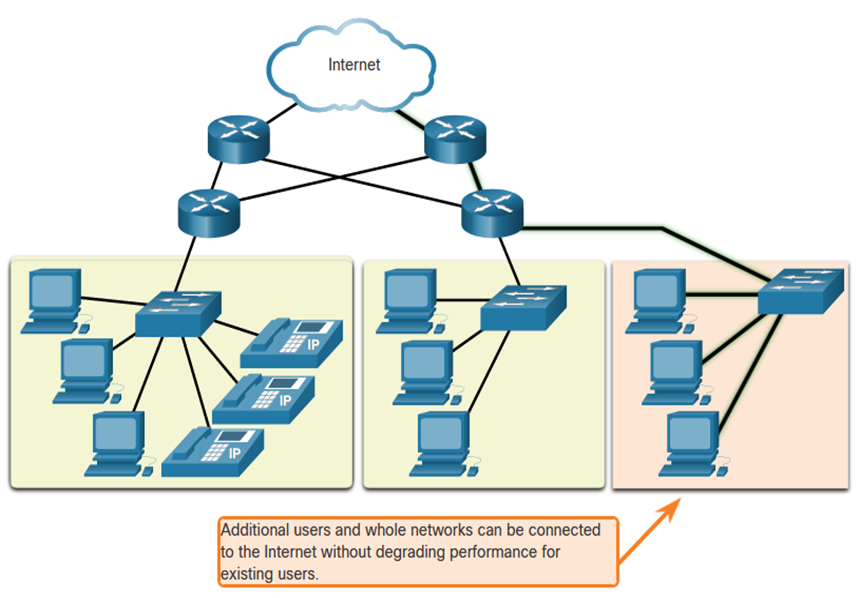 Internet
IP
IP
IP
Additional users and whole networks can be connected
to the Internet without degrading performance for
existing users.